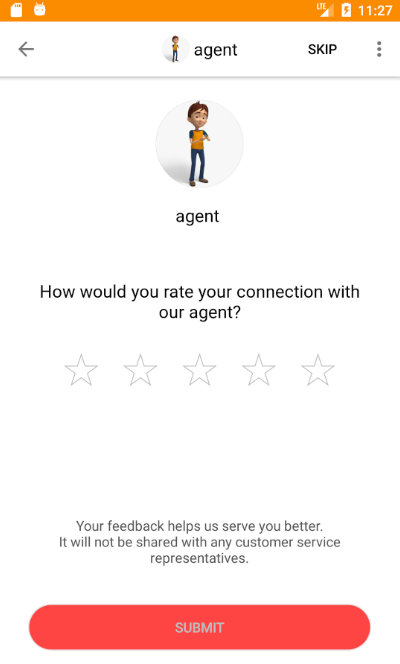 LTE 11:27
agent SKIP
agent
How would you rate your connection with
our agent?
Your feedback helps us serve you better.
It will not be shared with any customer service
representatives.
SUBMIT